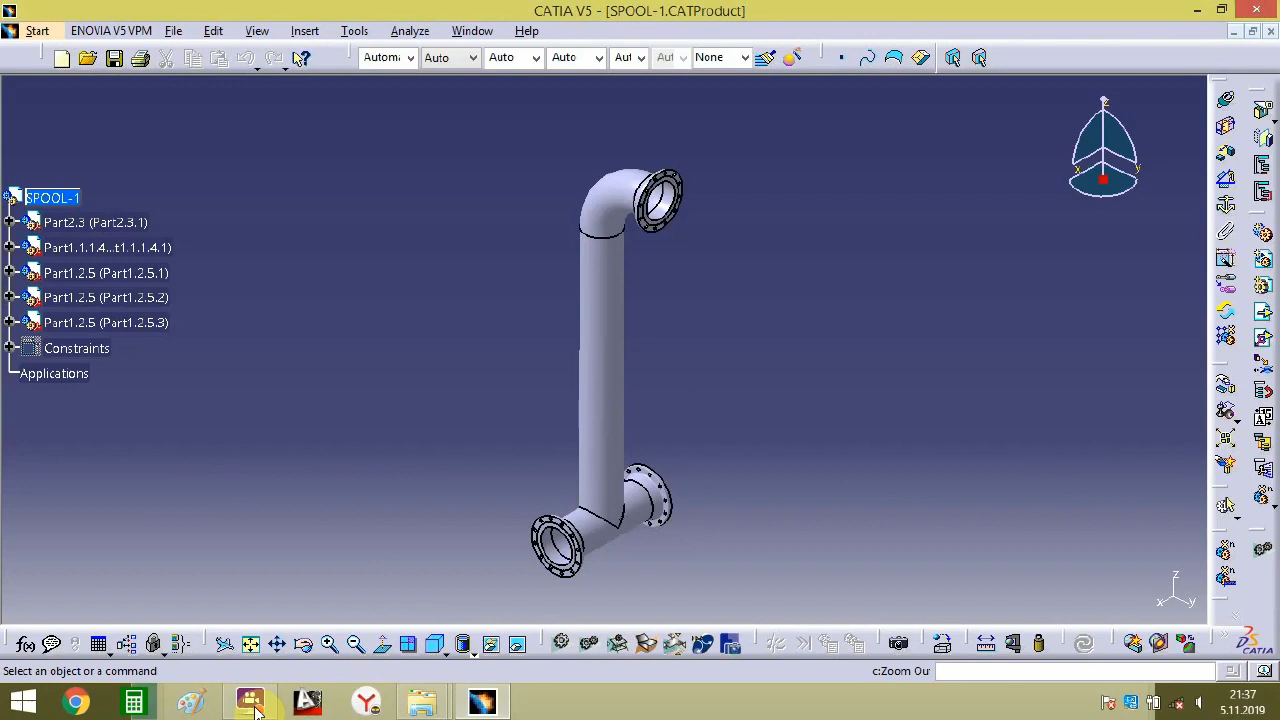 CATIA V5 - [SPOOL-1.CATProduct]
Start ENOVIA V5 VPM File Edit View Insert Tools Analyze Window Help
Auto Auto Auto None
z
x y
SPOOL-1
Part2.3 (Part2.3.1)
Part1.1.1.4...t1.1.1.4.1)
Part1.2.5 (Part1.2.5.1)
Part1.2.5 (Part1.2.5.2)
Part1.2.5 (Part1.2.5.3)
Constraints
Applications
z
x y
f(x)
CATIA
Select an object or a command c:Zoom Ou
21:37
5.11.2019